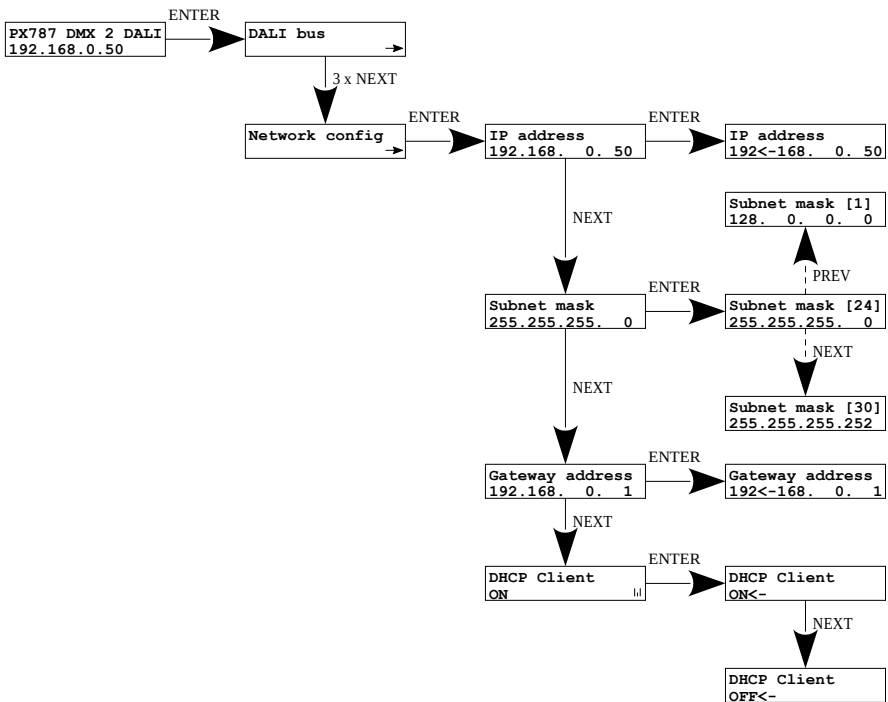 ENTER
PX787 DMX 2 DALI
192.168.0.50
DALI bus
3 x NEXT
Network config
ENTER
IP address
192.168.  0. 50
ENTER
IP address
192<-168.  0. 50
NEXT
Subnet mask [1]
128.  0.  0.  0
PREV
Subnet mask
255.255.255.  0
ENTER
Subnet mask [24]
255.255.255.  0
NEXT
Subnet mask [30]
255.255.255.252
NEXT
Gateway address
192.168.  0.  1
ENTER
Gateway address
192<-168.  0.  1
NEXT
DHCP Client
ON
ENTER
DHCP Client
ON<-
NEXT
DHCP Client
OFF<-